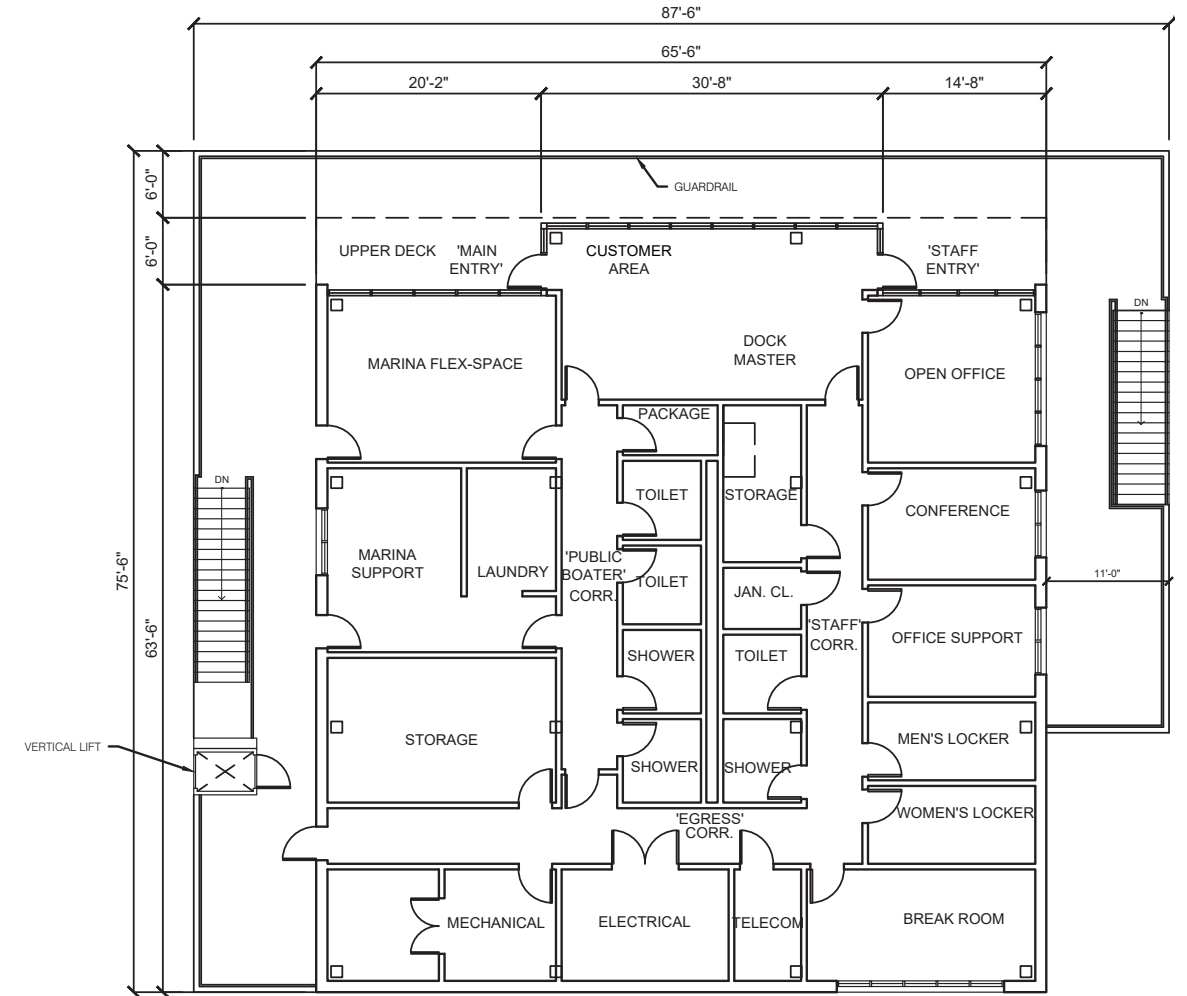 87'-6"
65'-6"
20'-2"
30'-8"
14'-8"
6'-0"
GUARDRAIL
6'-0"
UPPER DECK
'MAIN
ENTRY'
CUSTOMER
AREA
'STAFF
ENTRY'
DN
DOCK
MASTER
MARINA FLEX-SPACE
OPEN OFFICE
PACKAGE
DN
TOILET
STORAGE
CONFERENCE
75'-6"
MARINA
SUPPORT
LAUNDRY
'PUBLIC
BOATER'
CORR.
TOILET
JAN. CL.
11'-0"
63'-6"
'STAFF'
CORR.
OFFICE SUPPORT
SHOWER
TOILET
VERTICAL LIFT
STORAGE
MEN'S LOCKER
SHOWER
SHOWER
'EGRESS'
CORR.
WOMEN'S LOCKER
MECHANICAL
ELECTRICAL
TELECOM
BREAK ROOM